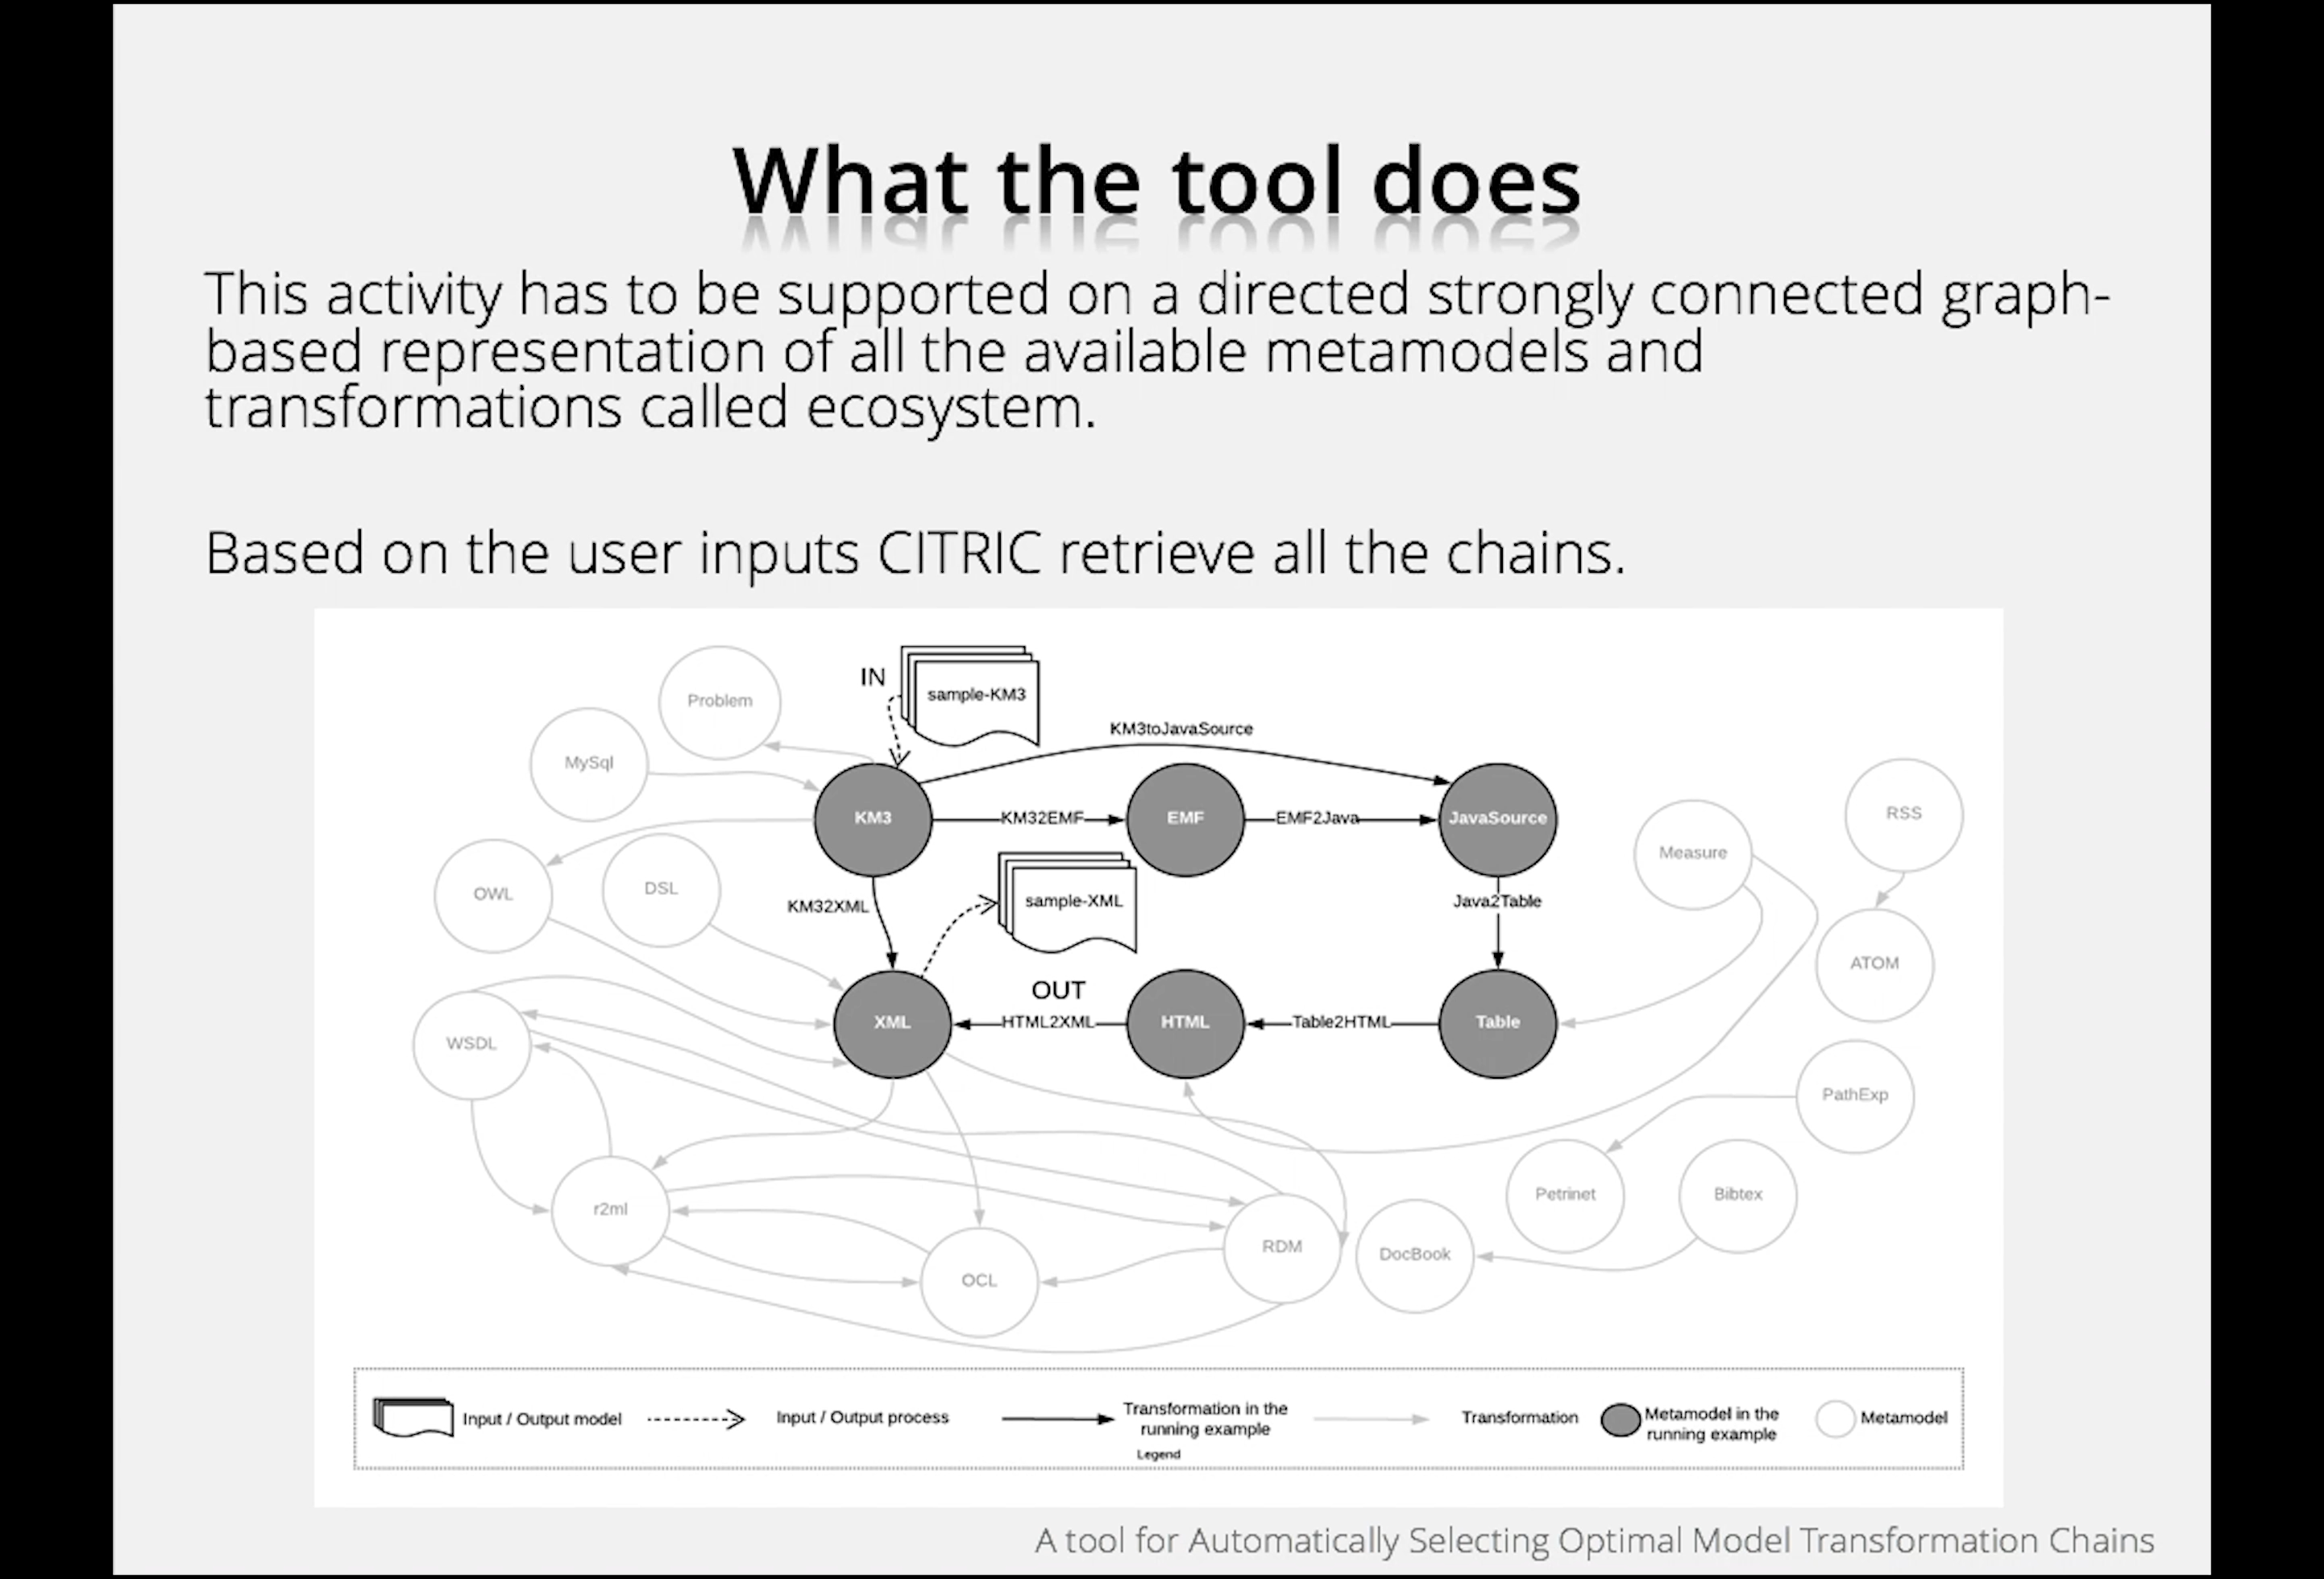 What the tool does
This activity has to be supported on a directed strongly connected graph-
based representation of all the available metamodels and
transformations called ecosystem.
Based on the user inputs CITRIC retrieve all the chains.
IN
sample-KM3
Problem
MySql
KM3toJavaSource
KM3
KM32EMF
EMF
EMF2Java
JavaSource
RSS
Measure
OWL
DSL
KM32XML
sample-XML
Java2Table
ATOM
OUT
XML
HTML2XML
HTML
Table2HTML
Table
WSDL
PathExp
Petrinet
Bibtex
r2ml
OCL
RDM
DocBook
Input / Output model
Input / Output process
Transformation in the
running example
Transformation
Metamodel in the
running example
Metamodel
Legend
A tool for Automatically Selecting Optimal Model Transformation Chains